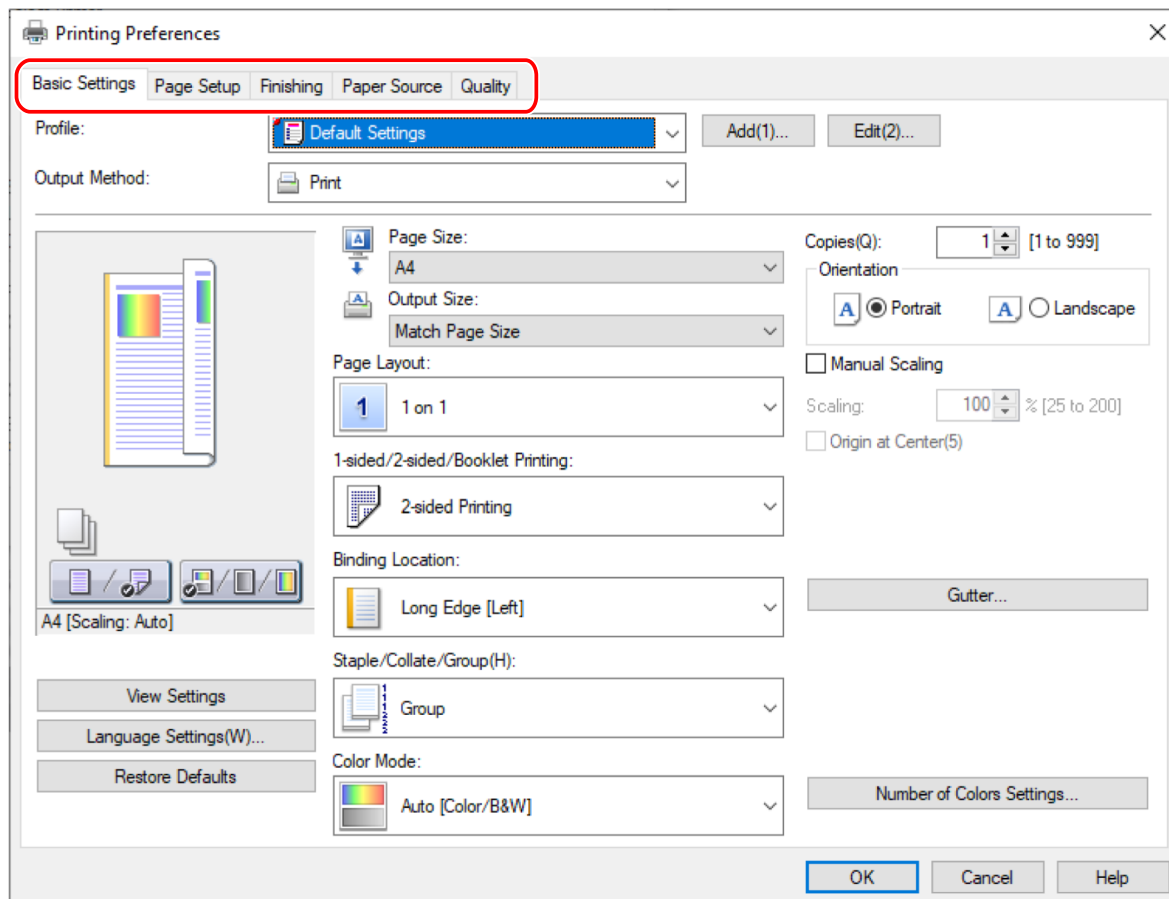 Printing Preferences
Basic Settings Page Setup Finishing Paper Source Quality
Profile: Default Settings Add(1)... Edit(2)...
Output Method: Print
Page Size:
A4
Output Size:
Match Page Size
Page Layout:
1 1 on 1
1-sided/2-sided/Booklet Printing:
2-sided Printing
Binding Location:
Long Edge [Left]
Staple/Collate/Group(H):
Group
Color Mode:
Auto [Color/B&W]
Copies(Q): 1 [1 to 999]
Orientation
A Portrait A Landscape
Manual Scaling
Scaling: 100 % [25 to 200]
Origin at Center(5)
Gutter...
Number of Colors Settings...
A4 [Scaling: Auto]
View Settings
Language Settings(W)...
Restore Defaults
OK Cancel Help